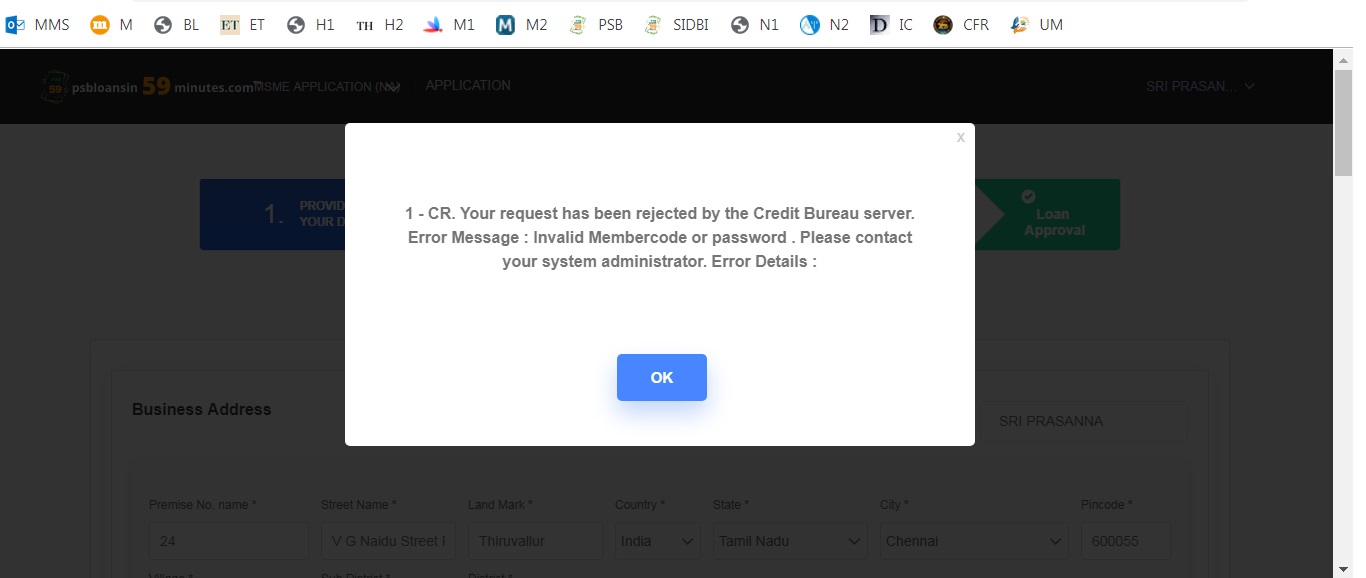 MMS M BL ET ET H1 TH H2 M1 M M2 PSB SIDBI N1 N2 D IC CFR UM
psbloansin 59 minutes.com MSME APPLICATION APPLICATION SRI PRASAN...
X
1. PROVID
YOUR D
Loan
Approval
1 - CR. Your request has been rejected by the Credit Bureau server.
Error Message : Invalid Membercode or password . Please contact
your system administrator. Error Details :
OK
Business Address
SRI PRASANNA
Premise No. name * Street Name * Land Mark * Country * State * City * Pincode *
24 V G Naidu Street Thiruvallur India Tamil Nadu Chennai 600055